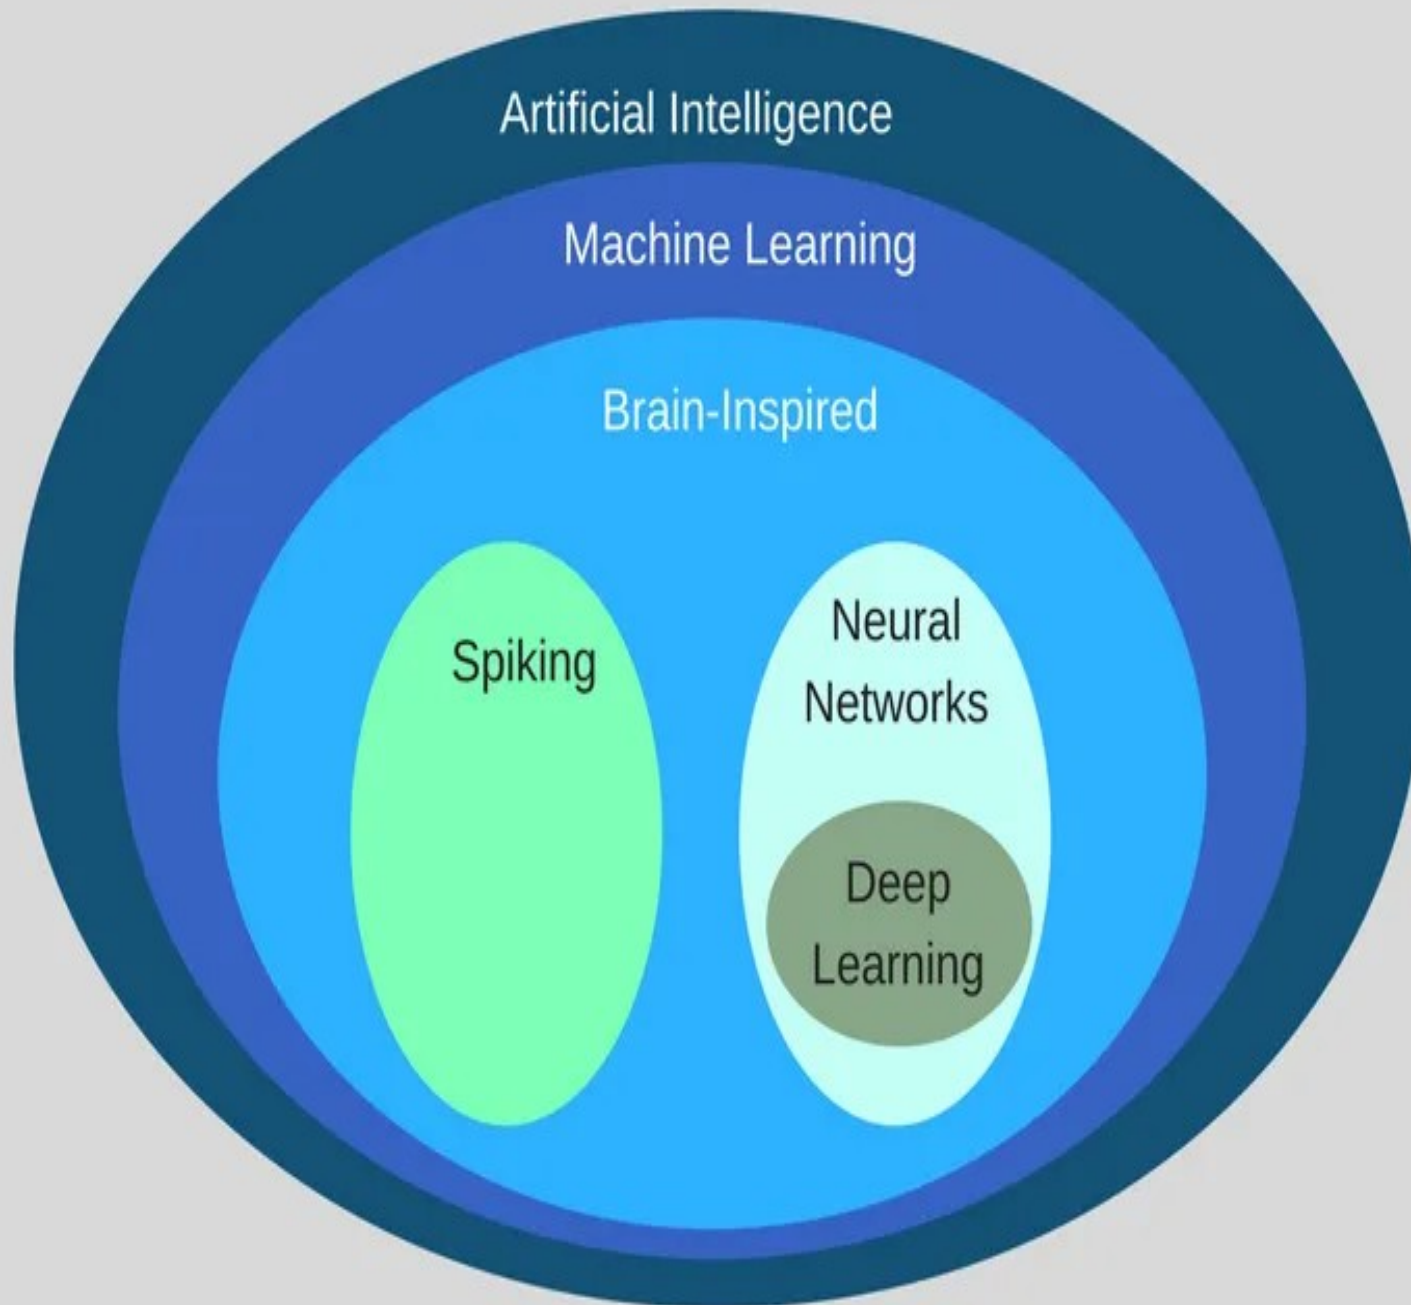 Artificial Intelligence
Machine Learning
Brain-Inspired
Spiking
Neural
Networks
Deep
Learning